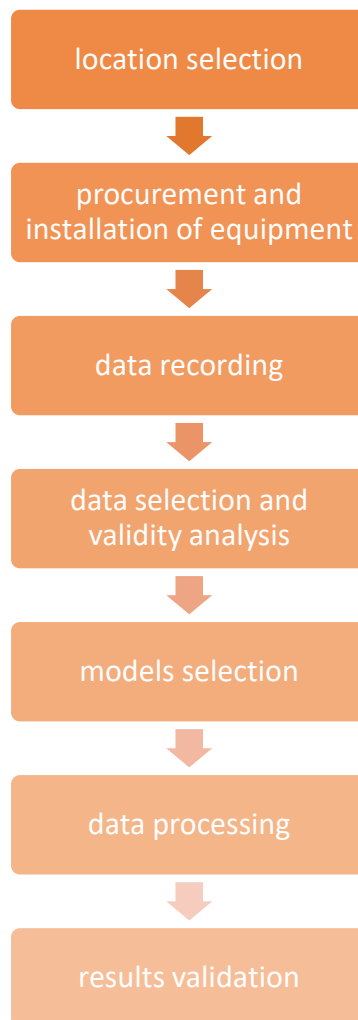 location selection
procurement and
installation of equipment
data recording
data selection and
validity analysis
models selection
data processing
results validation